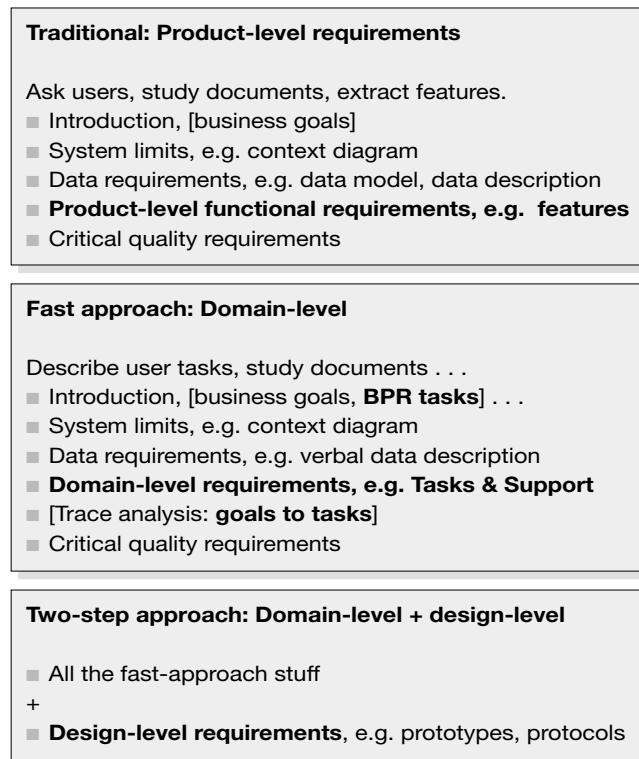 Traditional: Product-level requirements
Ask users, study documents, extract features.
■ Introduction, [business goals]
■ System limits, e.g. context diagram
■ Data requirements, e.g. data model, data description
■ Product-level functional requirements, e.g. features
■ Critical quality requirements
Fast approach: Domain-level
Describe user tasks, study documents . . .
■ Introduction, [business goals, BPR tasks] . . .
■ System limits, e.g. context diagram
■ Data requirements, e.g. verbal data description
■ Domain-level requirements, e.g. Tasks & Support
■ [Trace analysis: goals to tasks]
■ Critical quality requirements
Two-step approach: Domain-level + design-level
■ All the fast-approach stuff
+
■ Design-level requirements, e.g. prototypes, protocols